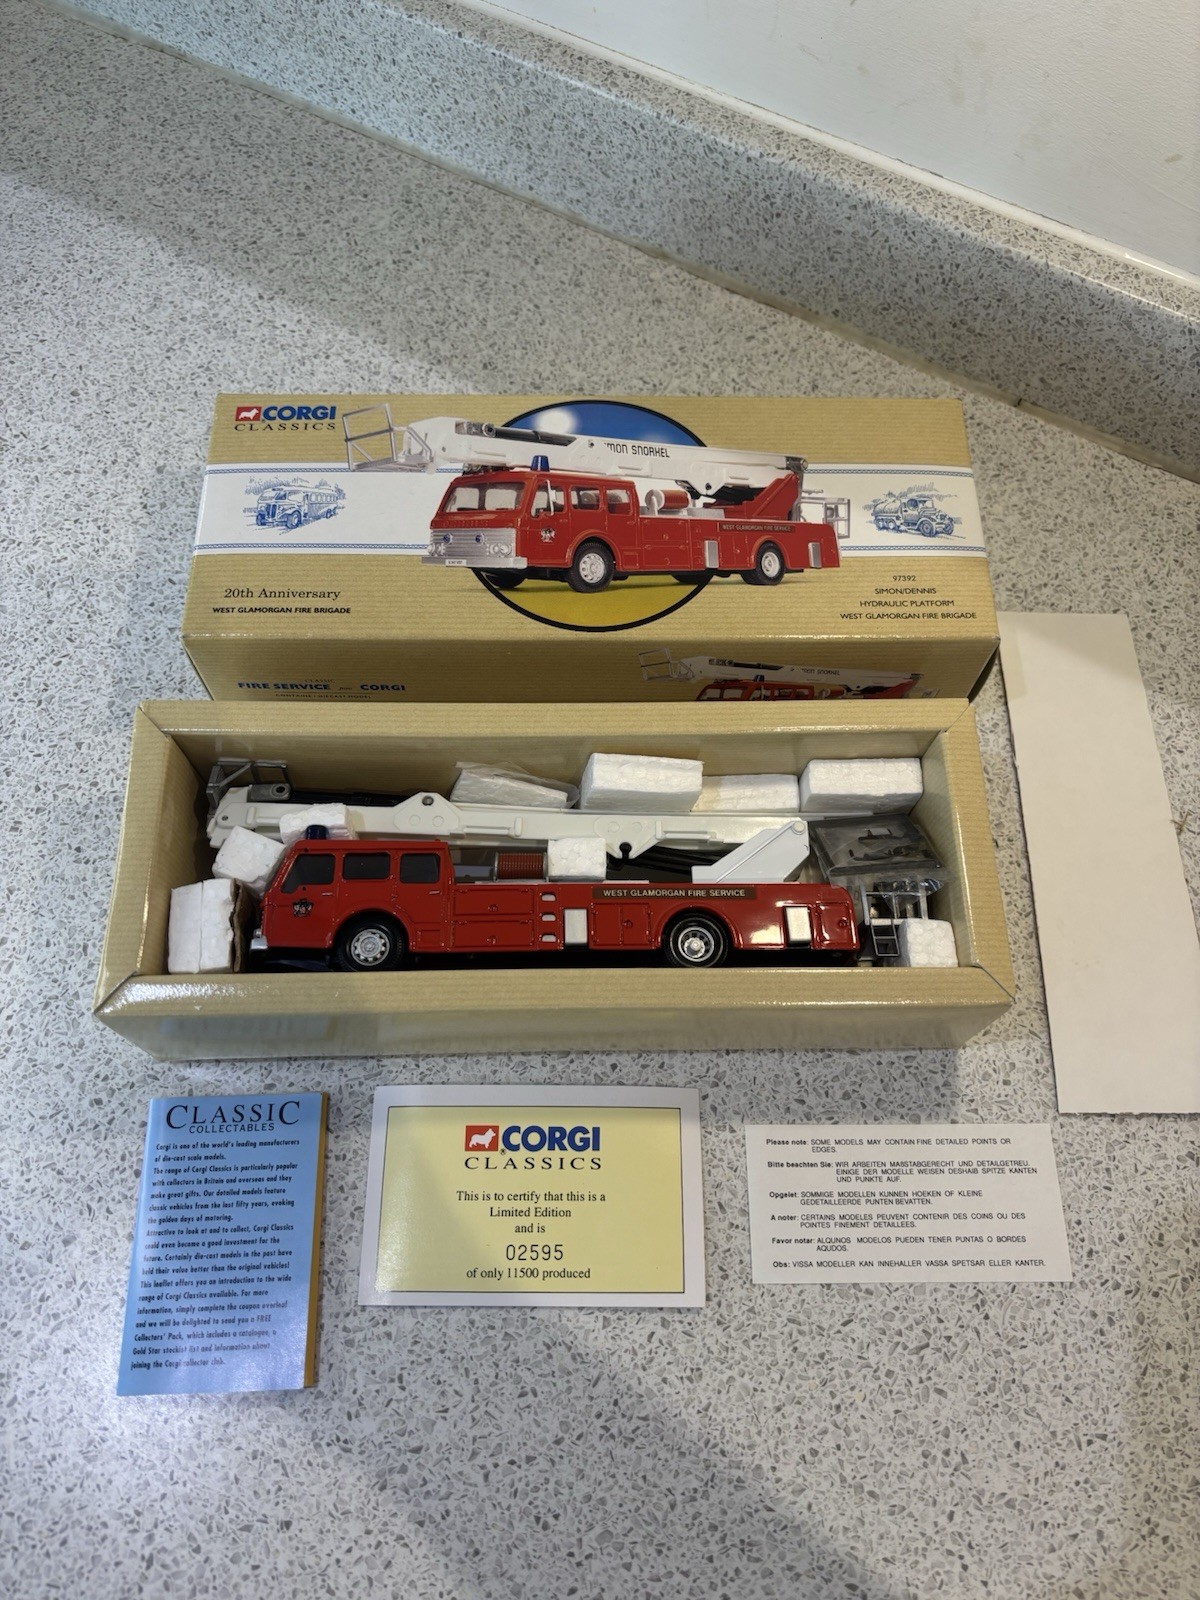 CORGI
CLASSICS
SIMON SNORKEL
WEST GLAMORGAN FIRE SERVICE
20th Anniversary
WEST GLAMORGAN FIRE BRIGADE
97392
SIMON/DENNIS
HYDRAULIC PLATFORM
WEST GLAMORGAN FIRE BRIGADE
CLASSIC
FIRE SERVICE from CORGI
CONTAINS 1 DIECAST MODEL
WEST GLAMORGAN FIRE SERVICE
CLASSIC
COLLECTABLES
Corgi is one of the world's leading manufacturers
of die-cast scale models.
The range of Corgi Classics is particularly popular
with collectors in Britain and overseas and they
make great gifts. Our detailed models feature
classic vehicles from the last fifty years, evoking
the golden days of motoring.
Attractive to look at and to collect, Corgi Classics
could even become a good investment for the
future. Certainly die-cast models in the past have
held their value better than the original vehicles!
This leaflet offers you an introduction to the wide
range of Corgi Classics available. For more
information, simply complete the coupon overleaf
and we will be delighted to send you a FREE
Collectors' Pack, which includes a catalogue, a
Gold Star stockist list and information about
joining the Corgi collector club.
CORGI
CLASSICS
This is to certify that this is a
Limited Edition
and is
02595
of only 11500 produced
Please note: SOME MODELS MAY CONTAIN FINE DETAILED POINTS OR
EDGES.
Bitte beachten Sie: WIR ARBEITEN MASSTABGERECHT UND DETAILGETREU.
EINIGE DER MODELLE WEISEN DESHAIB SPITZE KANTEN
UND PUNKTE AUF.
Opgelet: SOMMIGE MODELLEN KUNNEN HOEKEN OF KLEINE
GEDETAILLEERDE PUNTEN BEVATTEN.
A noter: CERTAINS MODELES PEUVENT CONTENIR DES COINS OU DES
POINTES FINEMENT DETAILLEES.
Favor notar: ALQUNOS MODELOS PUEDEN TENER PUNTAS O BORDES
AQUDOS.
Obs: VISSA MODELLER KAN INNEHALLER VASSA SPETSAR ELLER KANTER.